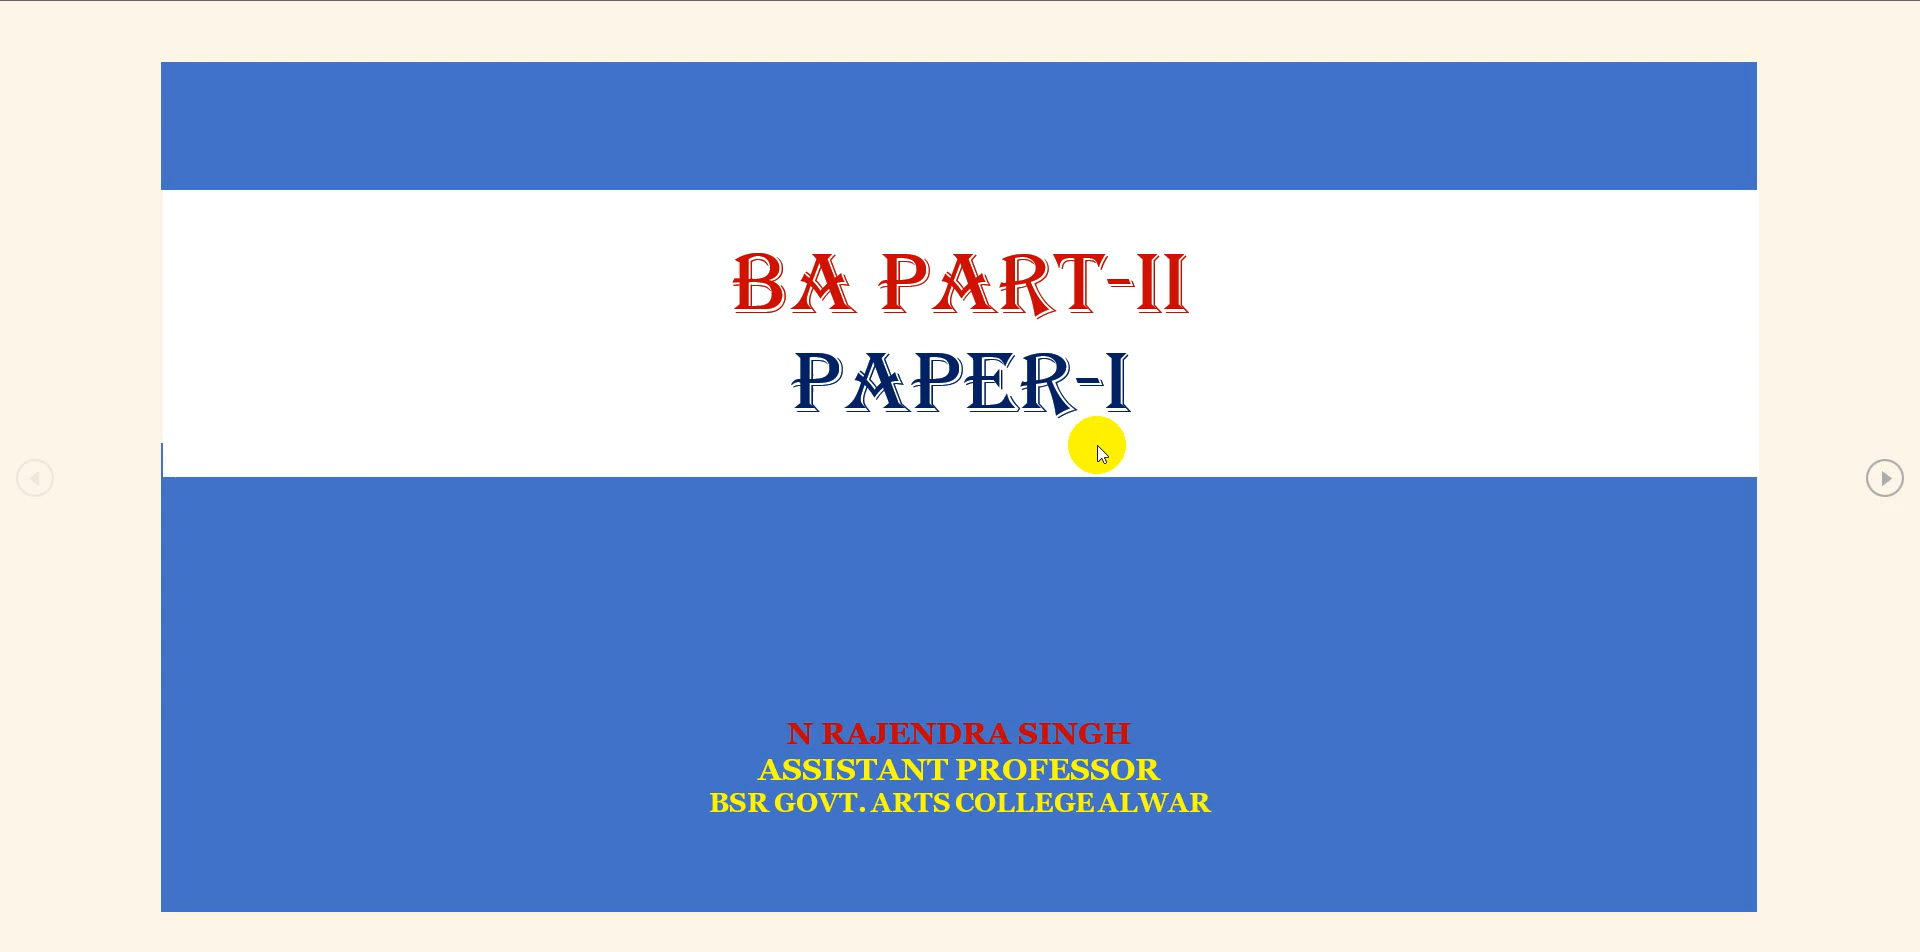 BA PART-II
PAPER-I
N RAJENDRA SINGH
ASSISTANT PROFESSOR
BSR GOVT. ARTS COLLEGE ALWAR